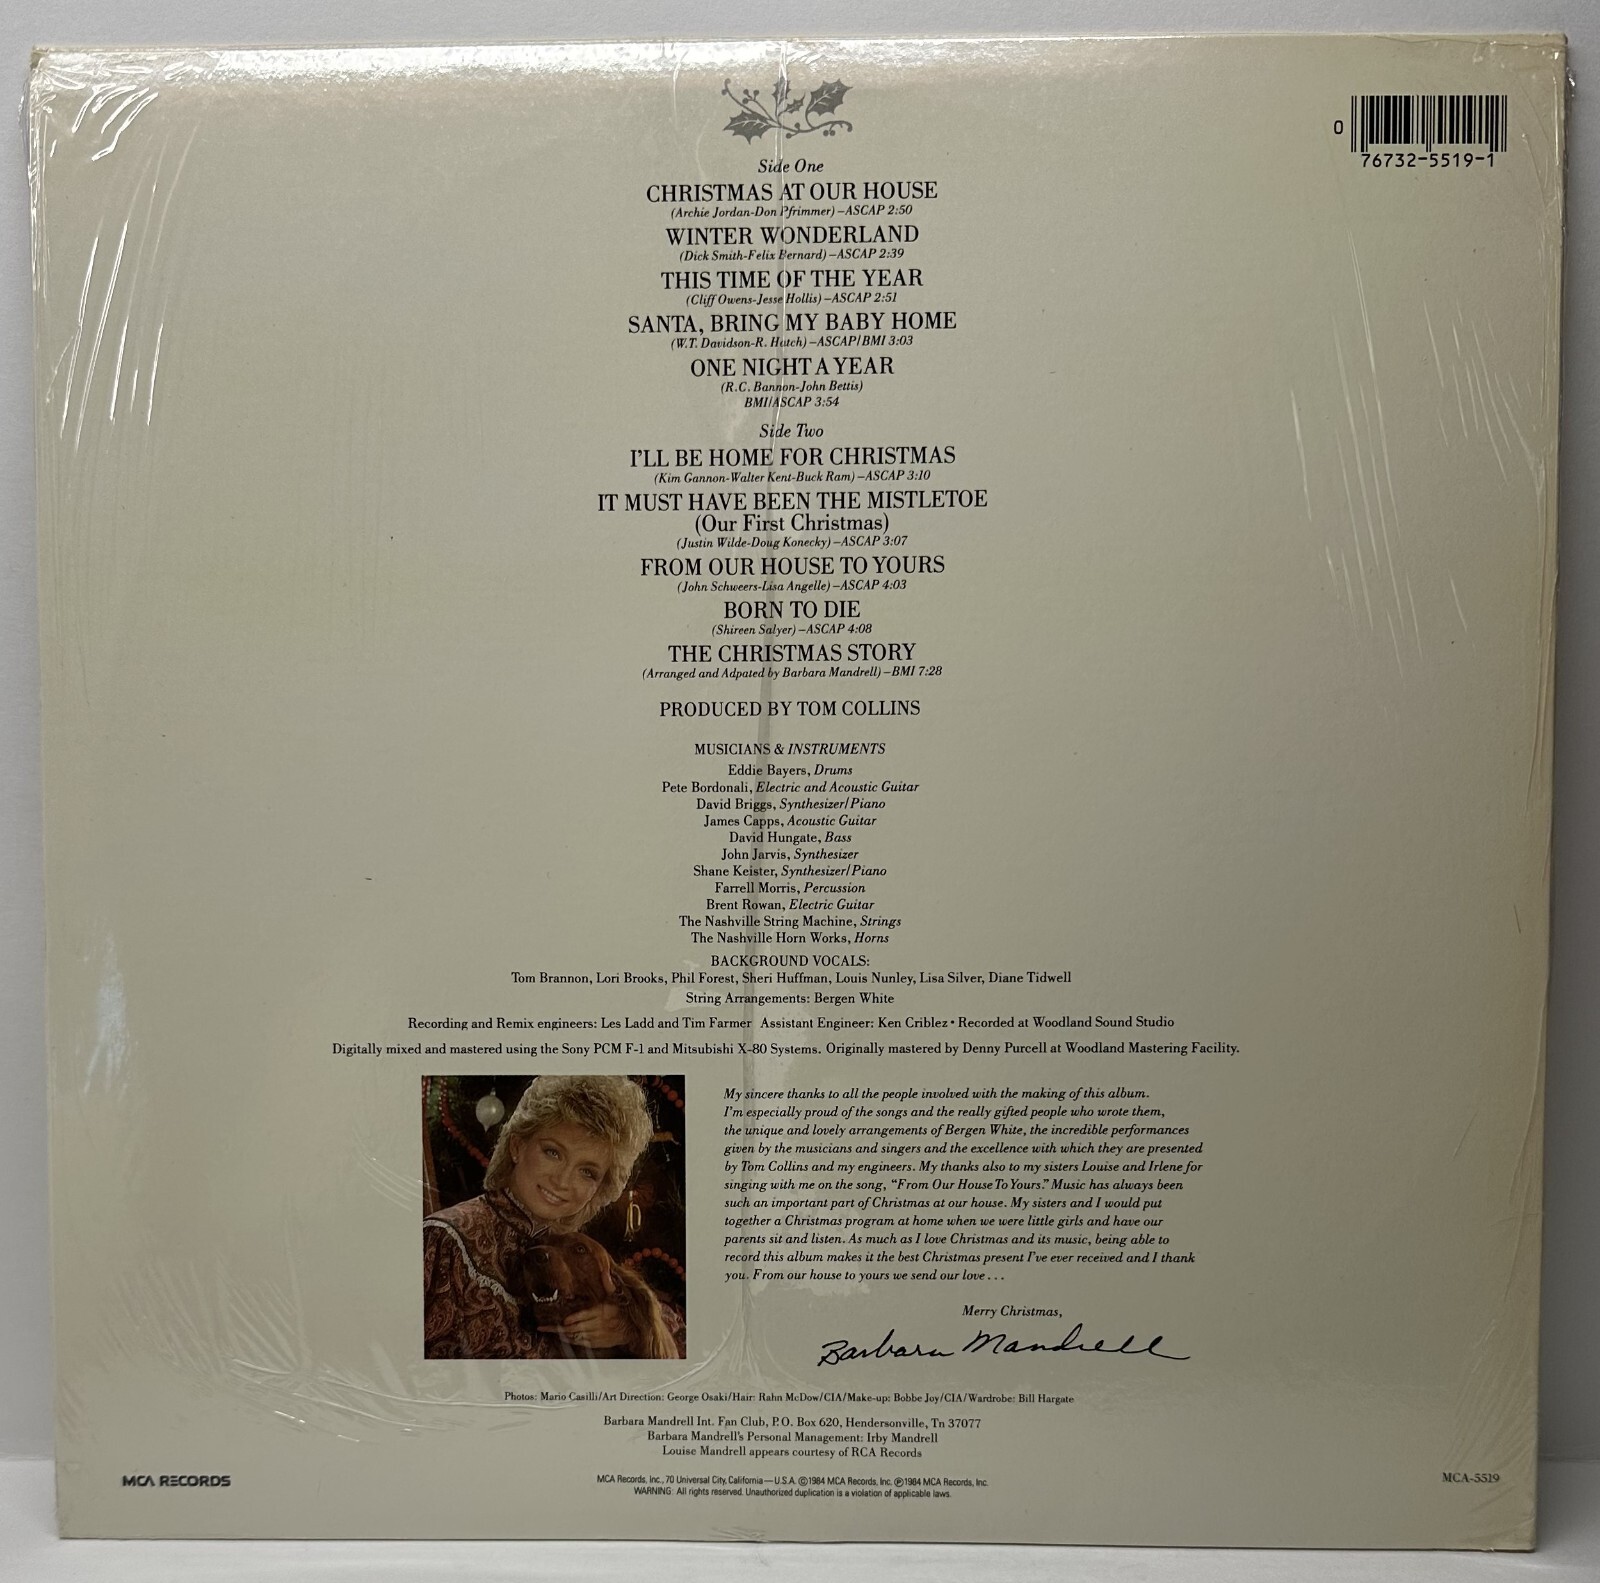 0
76732-5519-1
Side One
CHRISTMAS AT OUR HOUSE
(Archie Jordan-Don Pfrimmer) –ASCAP 2:50
WINTER WONDERLAND
(Dick Smith-Felix Bernard) –ASCAP 2:39
THIS TIME OF THE YEAR
(Cliff Owens-Jesse Hollis) –ASCAP 2:51
SANTA, BRING MY BABY HOME
(W.T. Davidson-R. Hatch) –ASCAP/BMI 3:03
ONE NIGHT A YEAR
(R.C. Bannon-John Bettis)
BMI/ASCAP 3:54
Side Two
I'LL BE HOME FOR CHRISTMAS
(Kim Gannon-Walter Kent-Buck Ram) –ASCAP 3:10
IT MUST HAVE BEEN THE MISTLETOE
(Our First Christmas)
(Justin Wilde-Doug Konecky) –ASCAP 3:07
FROM OUR HOUSE TO YOURS
(John Schweers-Lisa Angelle) –ASCAP 4:03
BORN TO DIE
(Shireen Salyer) –ASCAP 4:08
THE CHRISTMAS STORY
(Arranged and Adpated by Barbara Mandrell) –BMI 7:28
PRODUCED BY TOM COLLINS
MUSICIANS & INSTRUMENTS
Eddie Bayers, Drums
Pete Bordonali, Electric and Acoustic Guitar
David Briggs, Synthesizer/Piano
James Capps, Acoustic Guitar
David Hungate, Bass
John Jarvis, Synthesizer
Shane Keister, Synthesizer/Piano
Farrell Morris, Percussion
Brent Rowan, Electric Guitar
The Nashville String Machine, Strings
The Nashville Horn Works, Horns
BACKGROUND VOCALS:
Tom Brannon, Lori Brooks, Phil Forest, Sheri Huffman, Louis Nunley, Lisa Silver, Diane Tidwell
String Arrangements: Bergen White
Recording and Remix engineers: Les Ladd and Tim Farmer Assistant Engineer: Ken Criblez • Recorded at Woodland Sound Studio
Digitally mixed and mastered using the Sony PCM F-1 and Mitsubishi X-80 Systems. Originally mastered by Denny Purcell at Woodland Mastering Facility.
My sincere thanks to all the people involved with the making of this album.
I'm especially proud of the songs and the really gifted people who wrote them,
the unique and lovely arrangements of Bergen White, the incredible performances
given by the musicians and singers and the excellence with which they are presented
by Tom Collins and my engineers. My thanks also to my sisters Louise and Irlene for
singing with me on the song, "From Our House To Yours." Music has always been
such an important part of Christmas at our house. My sisters and I would put
together a Christmas program at home when we were little girls and have our
parents sit and listen. As much as I love Christmas and its music, being able to
record this album makes it the best Christmas present I've ever received and I thank
you. From our house to yours we send our love . . .
Merry Christmas,
Barbara Mandrell
Photos: Mario Casilli/Art Direction: George Osaki/Hair: Rahn McDow/CIA/Make-up: Bobbe Joy/CIA/Wardrobe: Bill Hargate
Barbara Mandrell Int. Fan Club, P.O. Box 620, Hendersonville, Tn 37077
Barbara Mandrell's Personal Management: Irby Mandrell
Louise Mandrell appears courtesy of RCA Records
MCA RECORDS
MCA Records, Inc., 70 Universal City, California—U.S.A. ©1984 MCA Records, Inc. ℗1984 MCA Records, Inc.
WARNING: All rights reserved. Unauthorized duplication is a violation of applicable laws.
MCA-5519